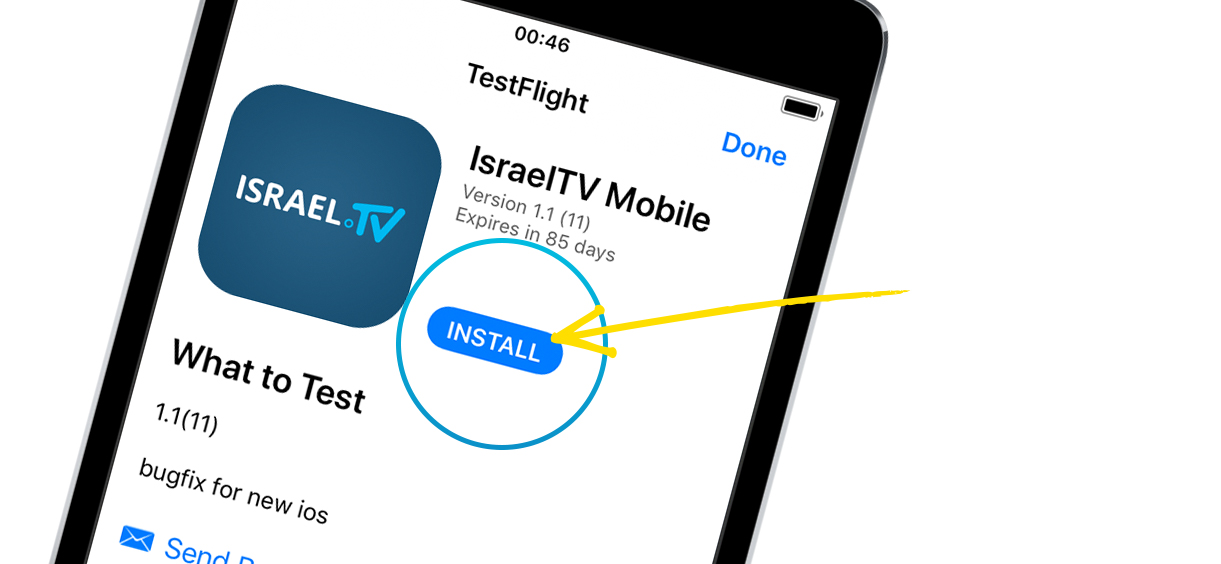 00:46
TestFlight
Done
ISRAEL.TV
IsraelTV Mobile
Version 1.1 (11)
Expires in 85 days
INSTALL
What to Test
1.1(11)
bugfix for new ios
Send